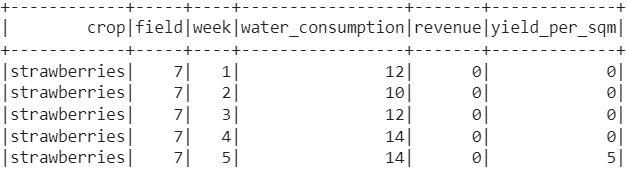 +------------+-----+----+-----------------+-------+-------------+
|        crop|field|week|water_consumption|revenue|yield_per_sqm|
+------------+-----+----+-----------------+-------+-------------+
|strawberries|    7|   1|               12|      0|            0|
|strawberries|    7|   2|               10|      0|            0|
|strawberries|    7|   3|               12|      0|            0|
|strawberries|    7|   4|               14|      0|            0|
|strawberries|    7|   5|               14|      0|            5|